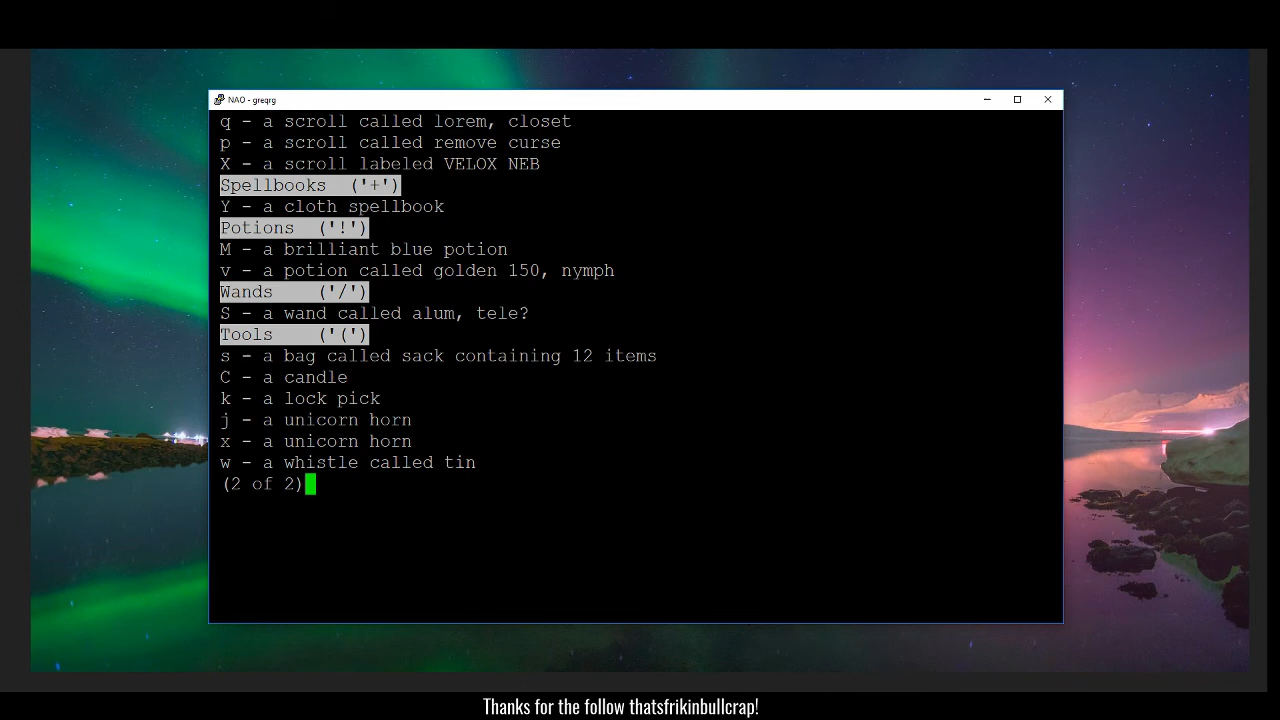 NAO - greqrg
q - a scroll called lorem, closet
p - a scroll called remove curse
X - a scroll labeled VELOX NEB
Spellbooks ('+')
Y - a cloth spellbook
Potions ('!')
M - a brilliant blue potion
v - a potion called golden 150, nymph
Wands ('/')
S - a wand called alum, tele?
Tools ('(')
s - a bag called sack containing 12 items
C - a candle
k - a lock pick
j - a unicorn horn
x - a unicorn horn
w - a whistle called tin
(2 of 2)
Thanks for the follow thatsfrikinbullcrap!